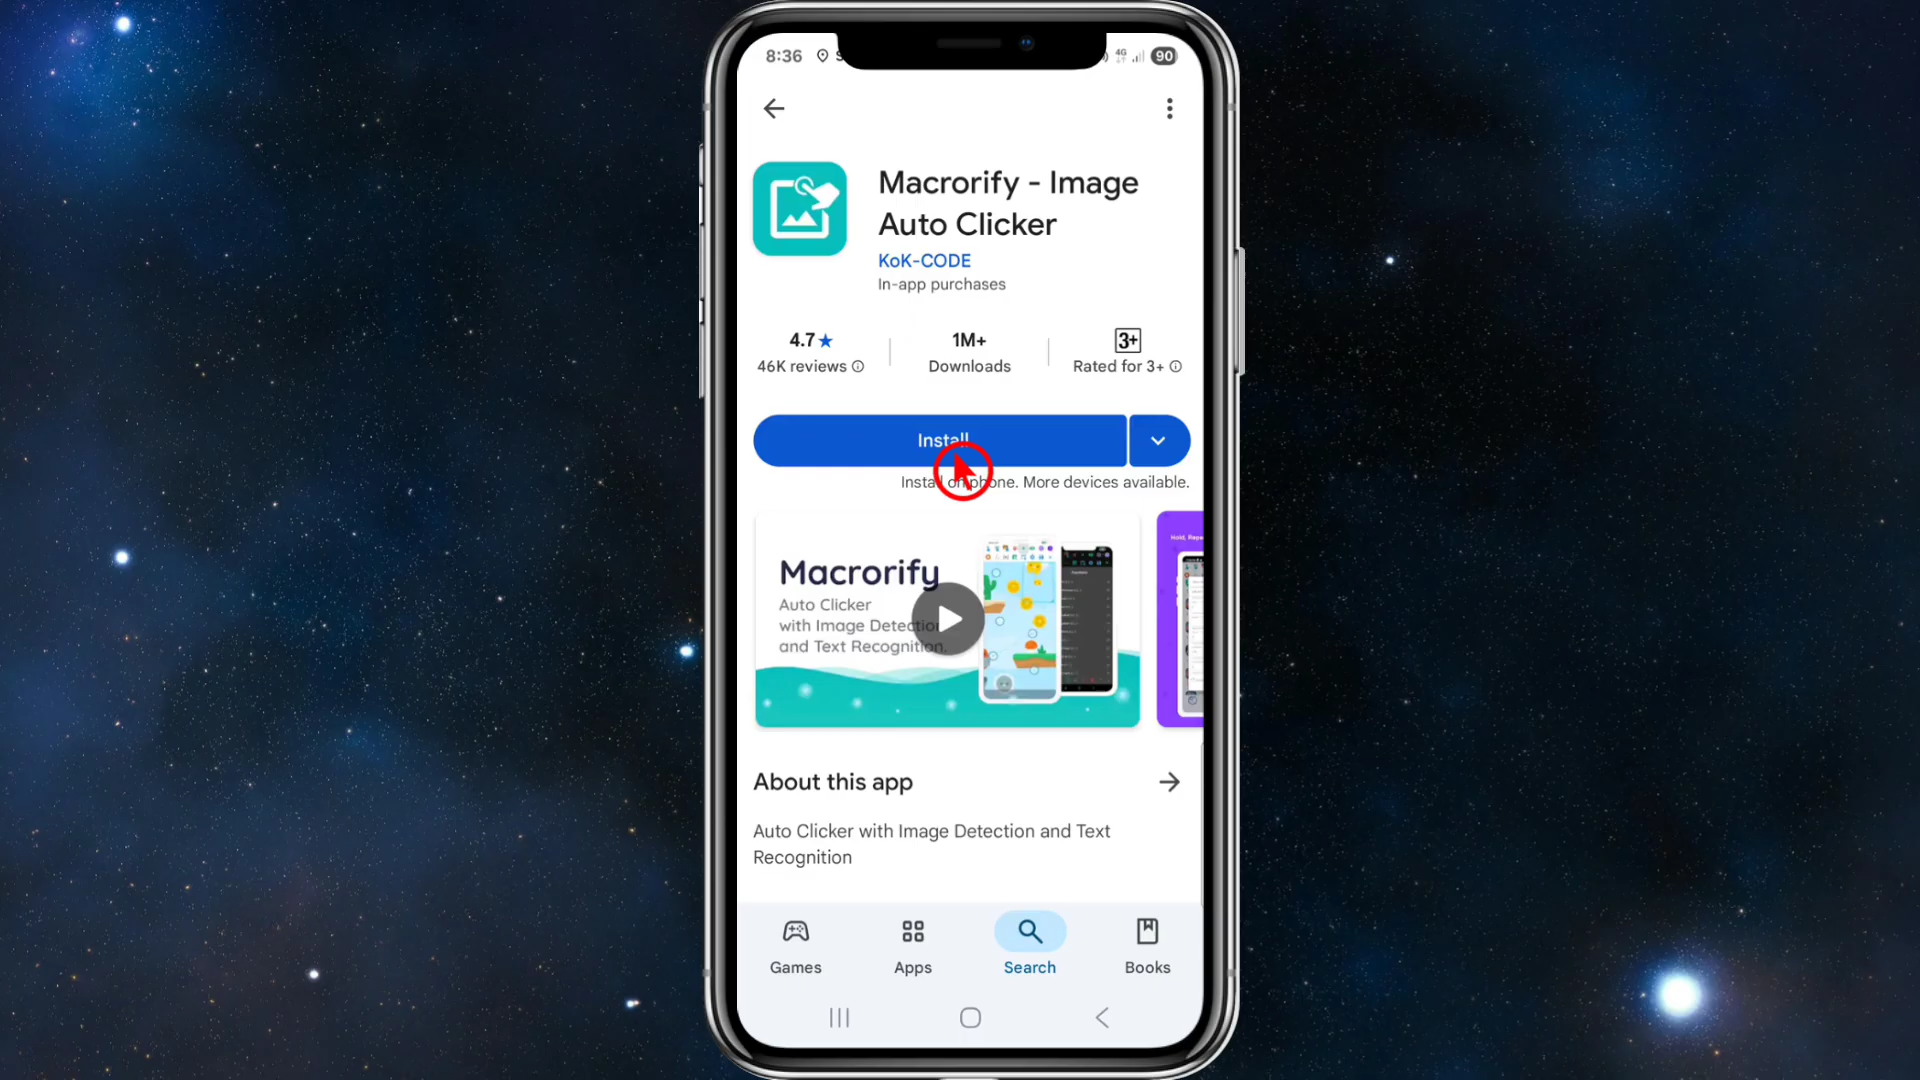 8:36
4G
90
Macrorify - Image
Auto Clicker
KoK-CODE
In-app purchases
4.7★
1M+
3+
46K reviews
Downloads
Rated for 3+
Install
Install on phone. More devices available.
Macrorify
Auto Clicker
with Image Detection
and Text Recognition.
About this app
Auto Clicker with Image Detection and Text
Recognition
Games
Apps
Search
Books